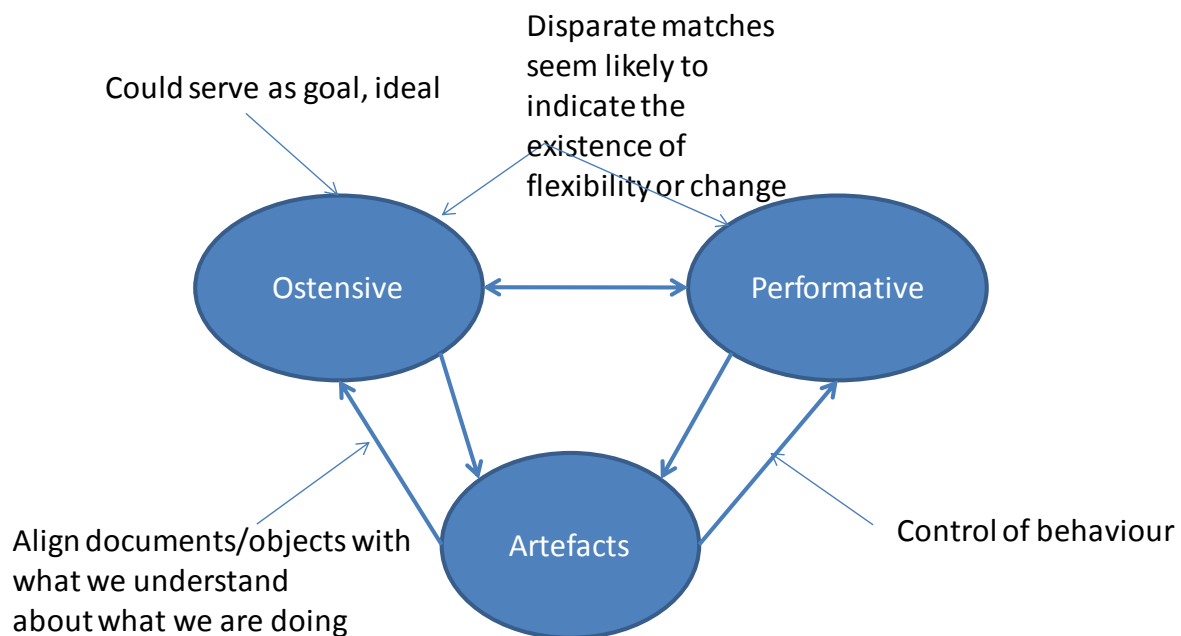 Could serve as goal, ideal
Disparate matches
seem likely to
indicate the
existence of
flexibility or change
Ostensive
Performative
Artefacts
Align documents/objects with
what we understand
about what we are doing
Control of behaviour